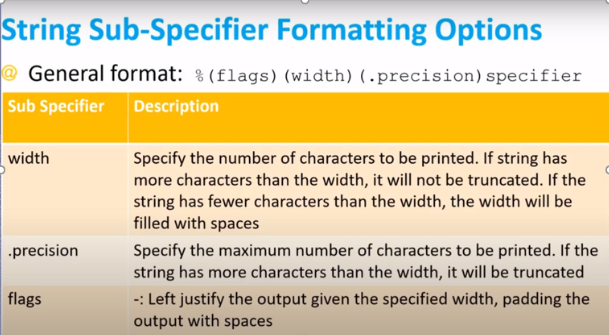 String Sub-Specifier Formatting Options
@ General format: %(flags)(width)(.precision)specifier
Sub Specifier Description
width Specify the number of characters to be printed. If string has
more characters than the width, it will not be truncated. If the
string has fewer characters than the width, the width will be
filled with spaces
.precision Specify the maximum number of characters to be printed. If the
string has more characters than the width, it will be truncated
flags -: Left justify the output given the specified width, padding the
output with spaces